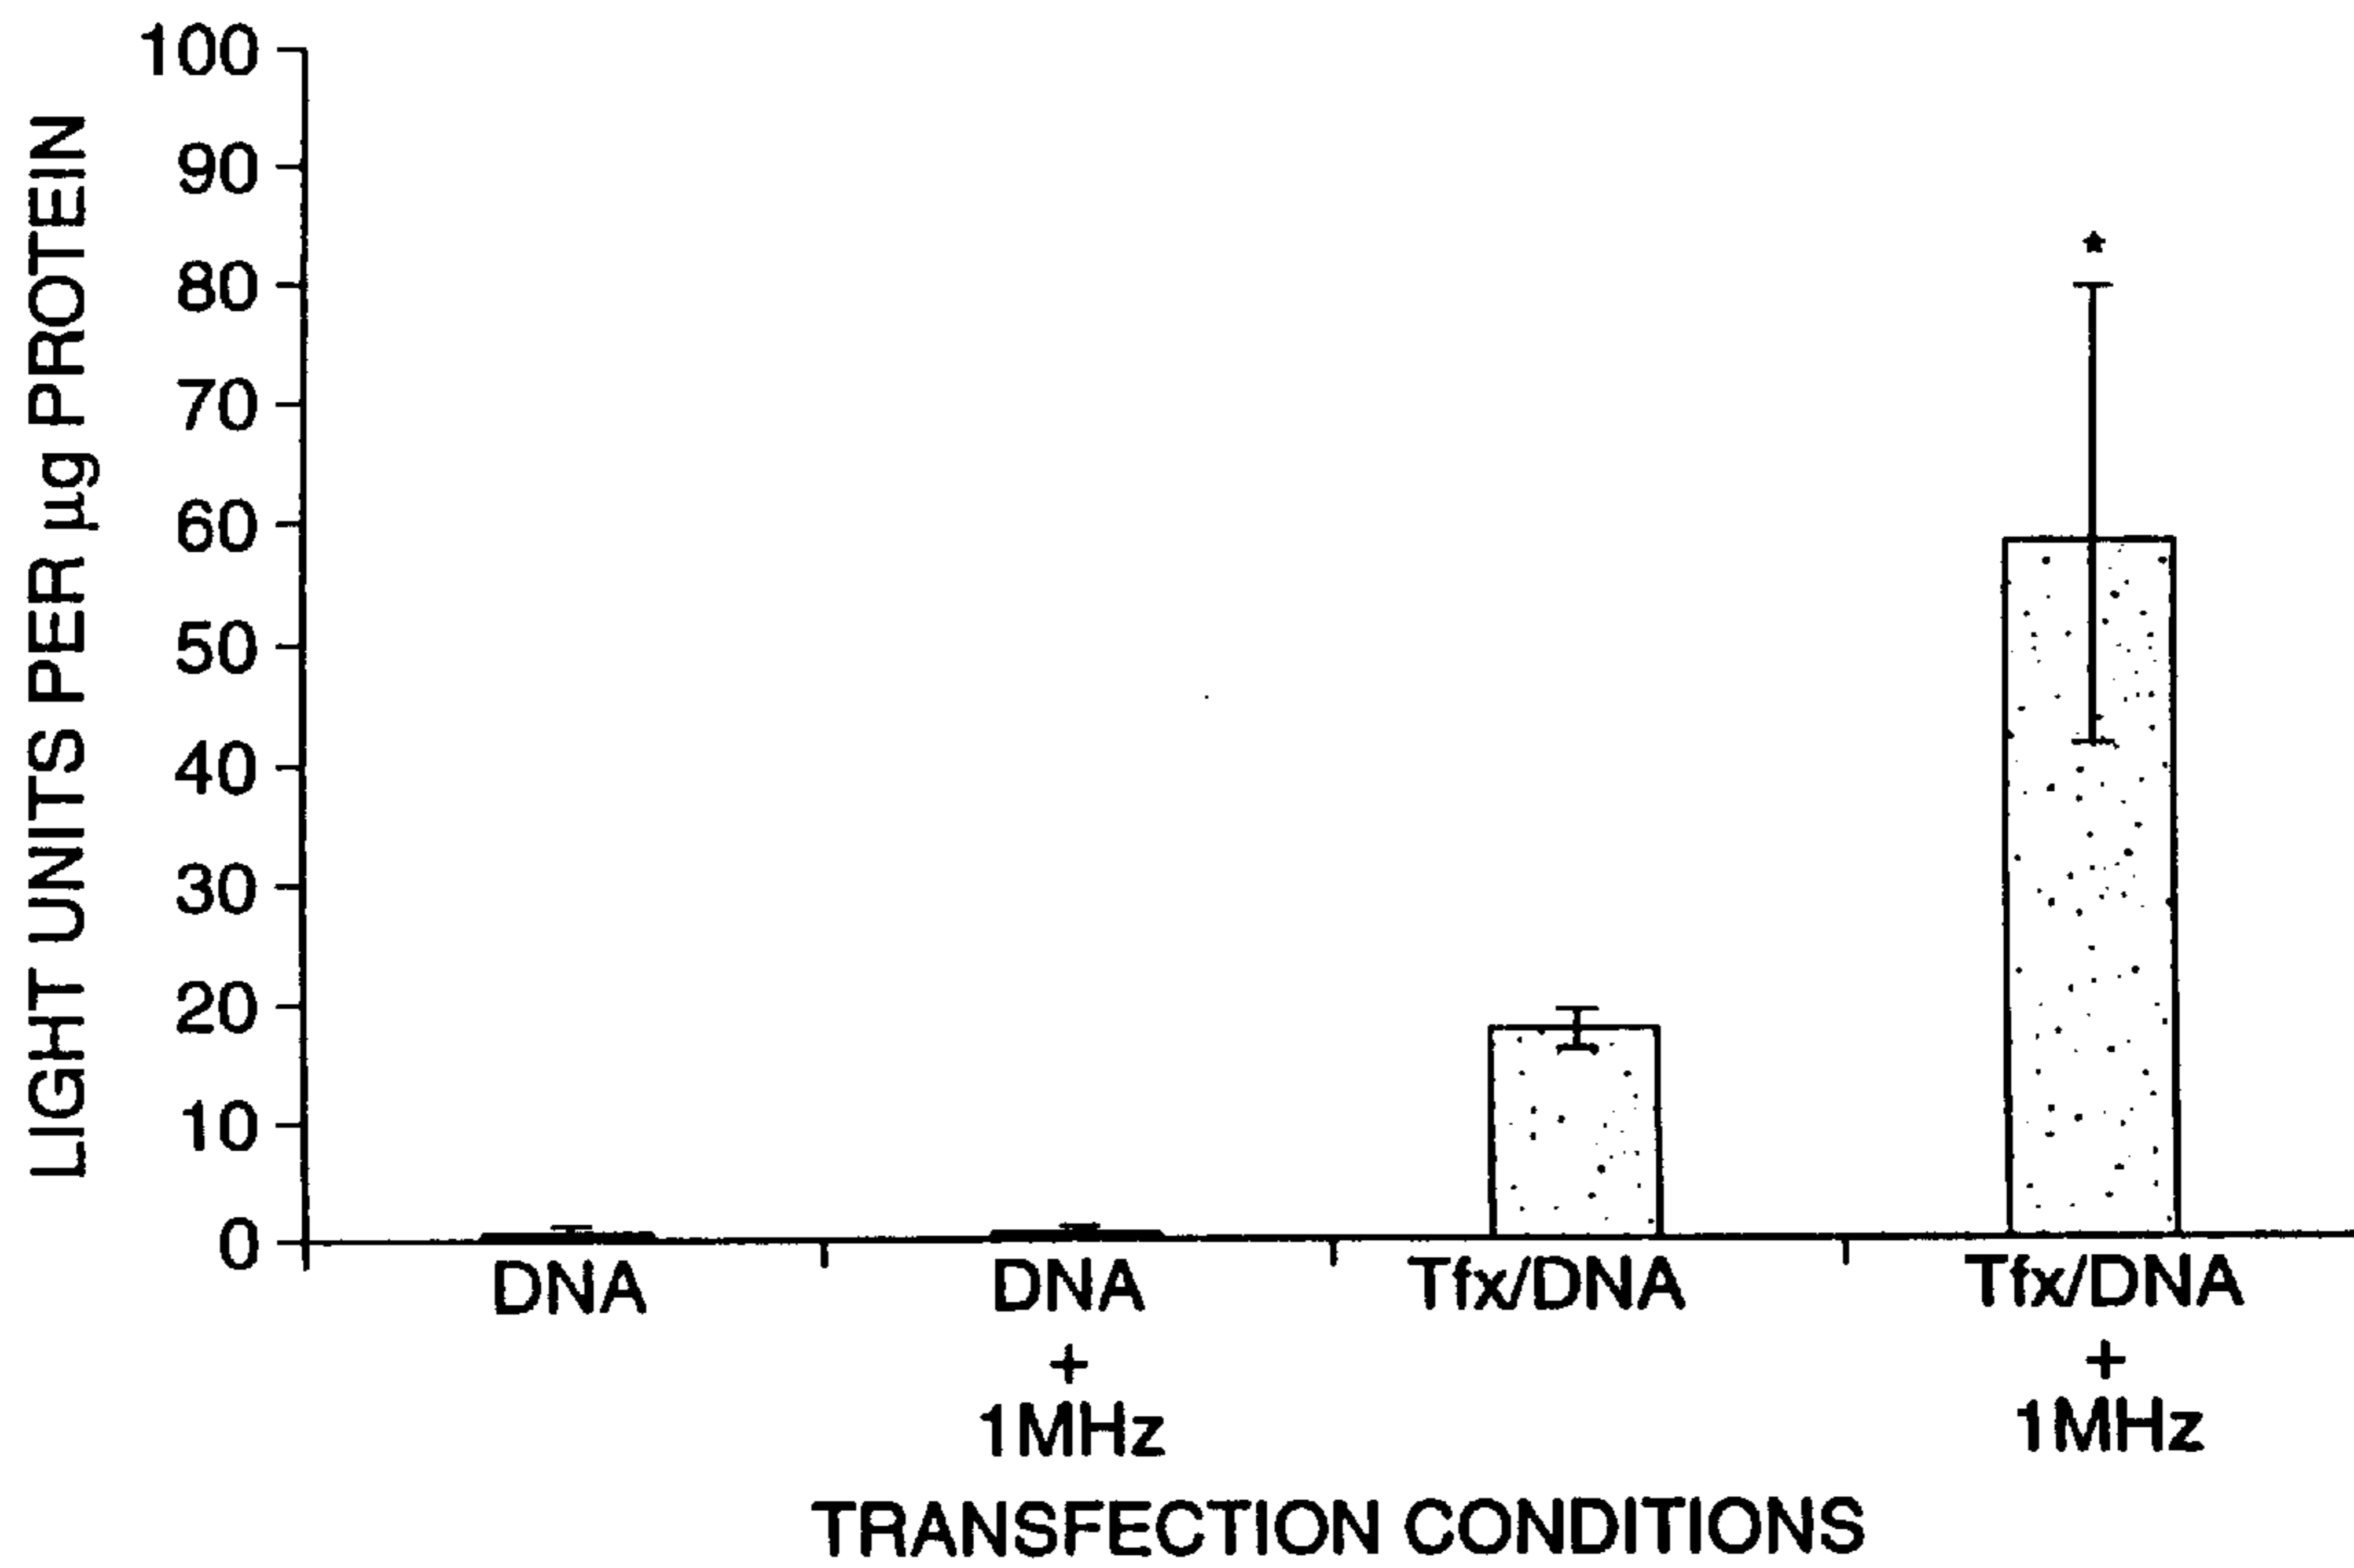 LIGHT UNITS PER µg PROTEIN
100
90
80
70
60
50
40
30
20
10
0
*
DNA
DNA
+
1MHz
Tfx/DNA
Tfx/DNA
+
1MHz
TRANSFECTION CONDITIONS